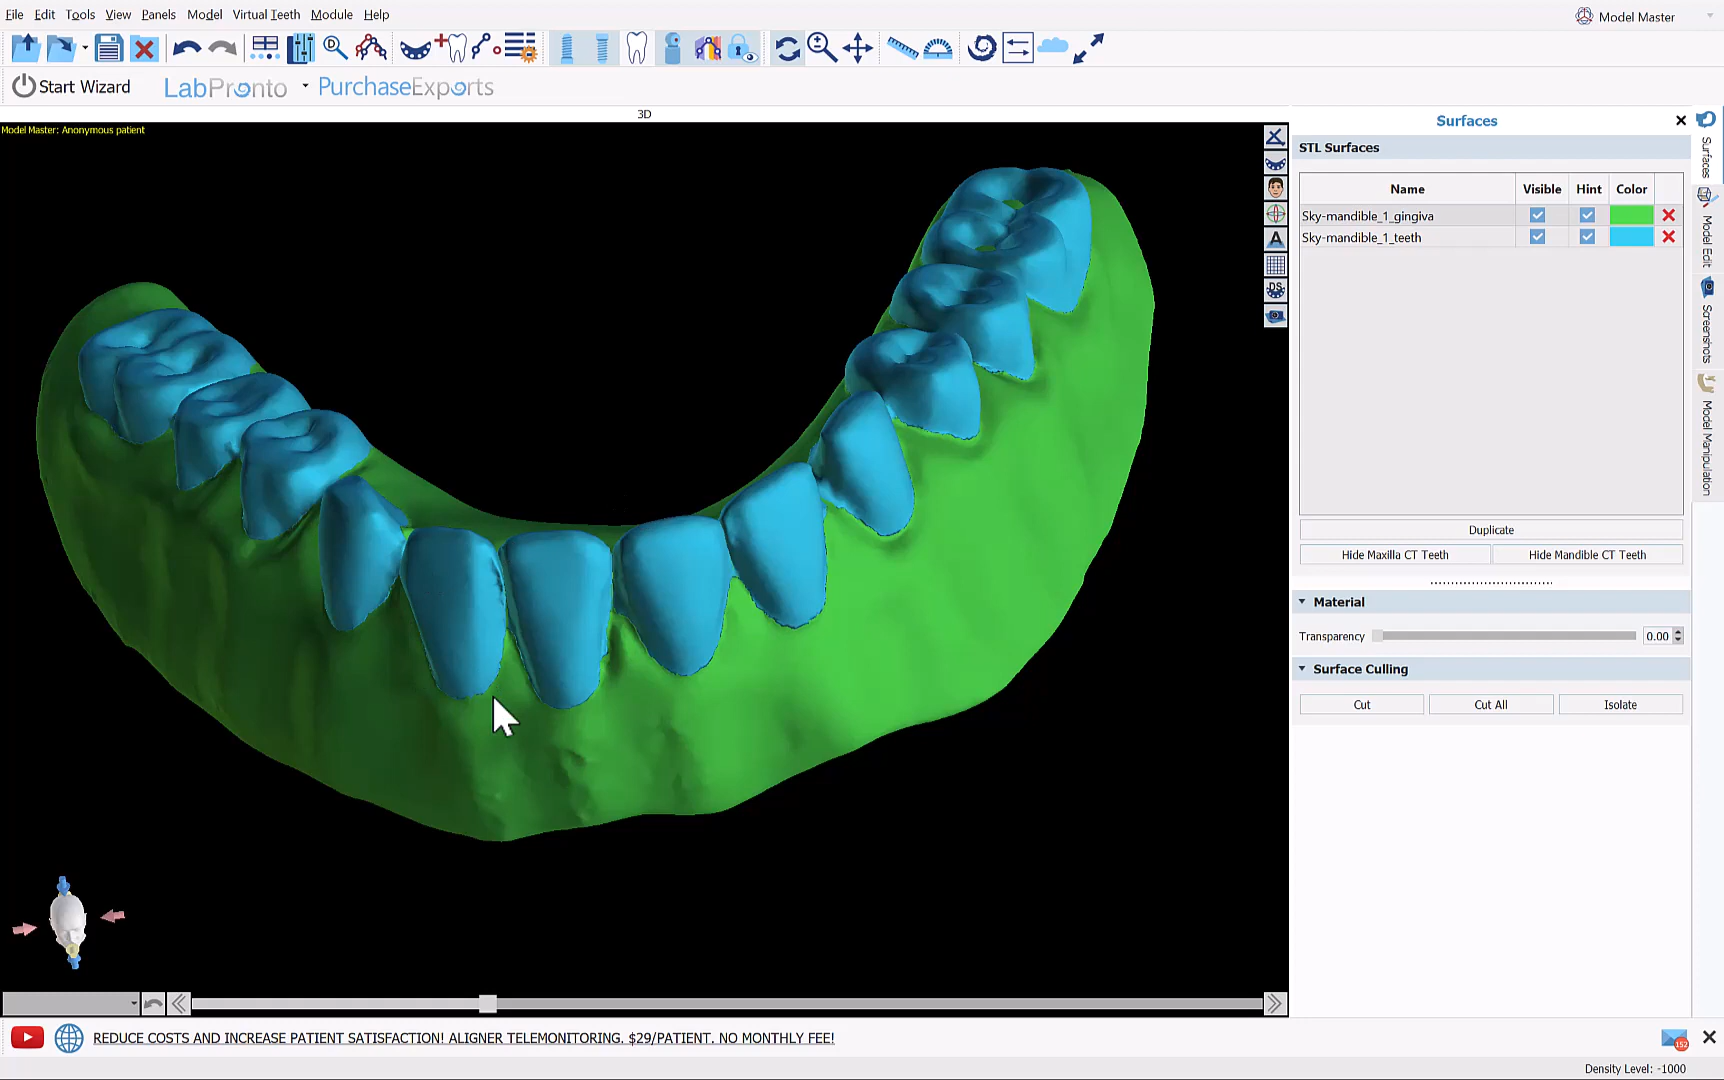 File Edit Tools View Panels Model Virtual Teeth Module Help
Model Master
Start Wizard
LabPronto
PurchaseExports
3D
Model Master: Anonymous patient
A
DS
Surfaces
STL Surfaces
Name Visible Hint Color
Sky-mandible_1_gingiva
Sky-mandible_1_teeth
Duplicate
Hide Maxilla CT Teeth Hide Mandible CT Teeth
Material
Transparency 0.00
Surface Culling
Cut Cut All Isolate
Surfaces
Model Edit
Screenshots
Model Manipulation
REDUCE COSTS AND INCREASE PATIENT SATISFACTION! ALIGNER TELEMONITORING. $29/PATIENT. NO MONTHLY FEE!
152
Density Level: -1000